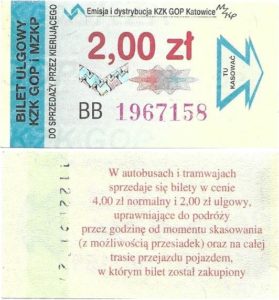 Emisja i dystrybucja KZK GOP Katowice
MZKP
BILET ULGOWY
KZK GOP i MZKP
DO SPRZEDAŻY PRZEZ KIERUJĄCEGO
2,00 zł
TU
KASOWAĆ
BB 1967158
W autobusach i tramwajach
sprzedaje się bilety w cenie
4,00 zł normalny i 2,00 zł ulgowy,
uprawniające do podróży
przez godzinę od momentu skasowania
(z możliwością przesiadek) oraz na całej
trasie przejazdu pojazdem,
w którym bilet został zakupiony